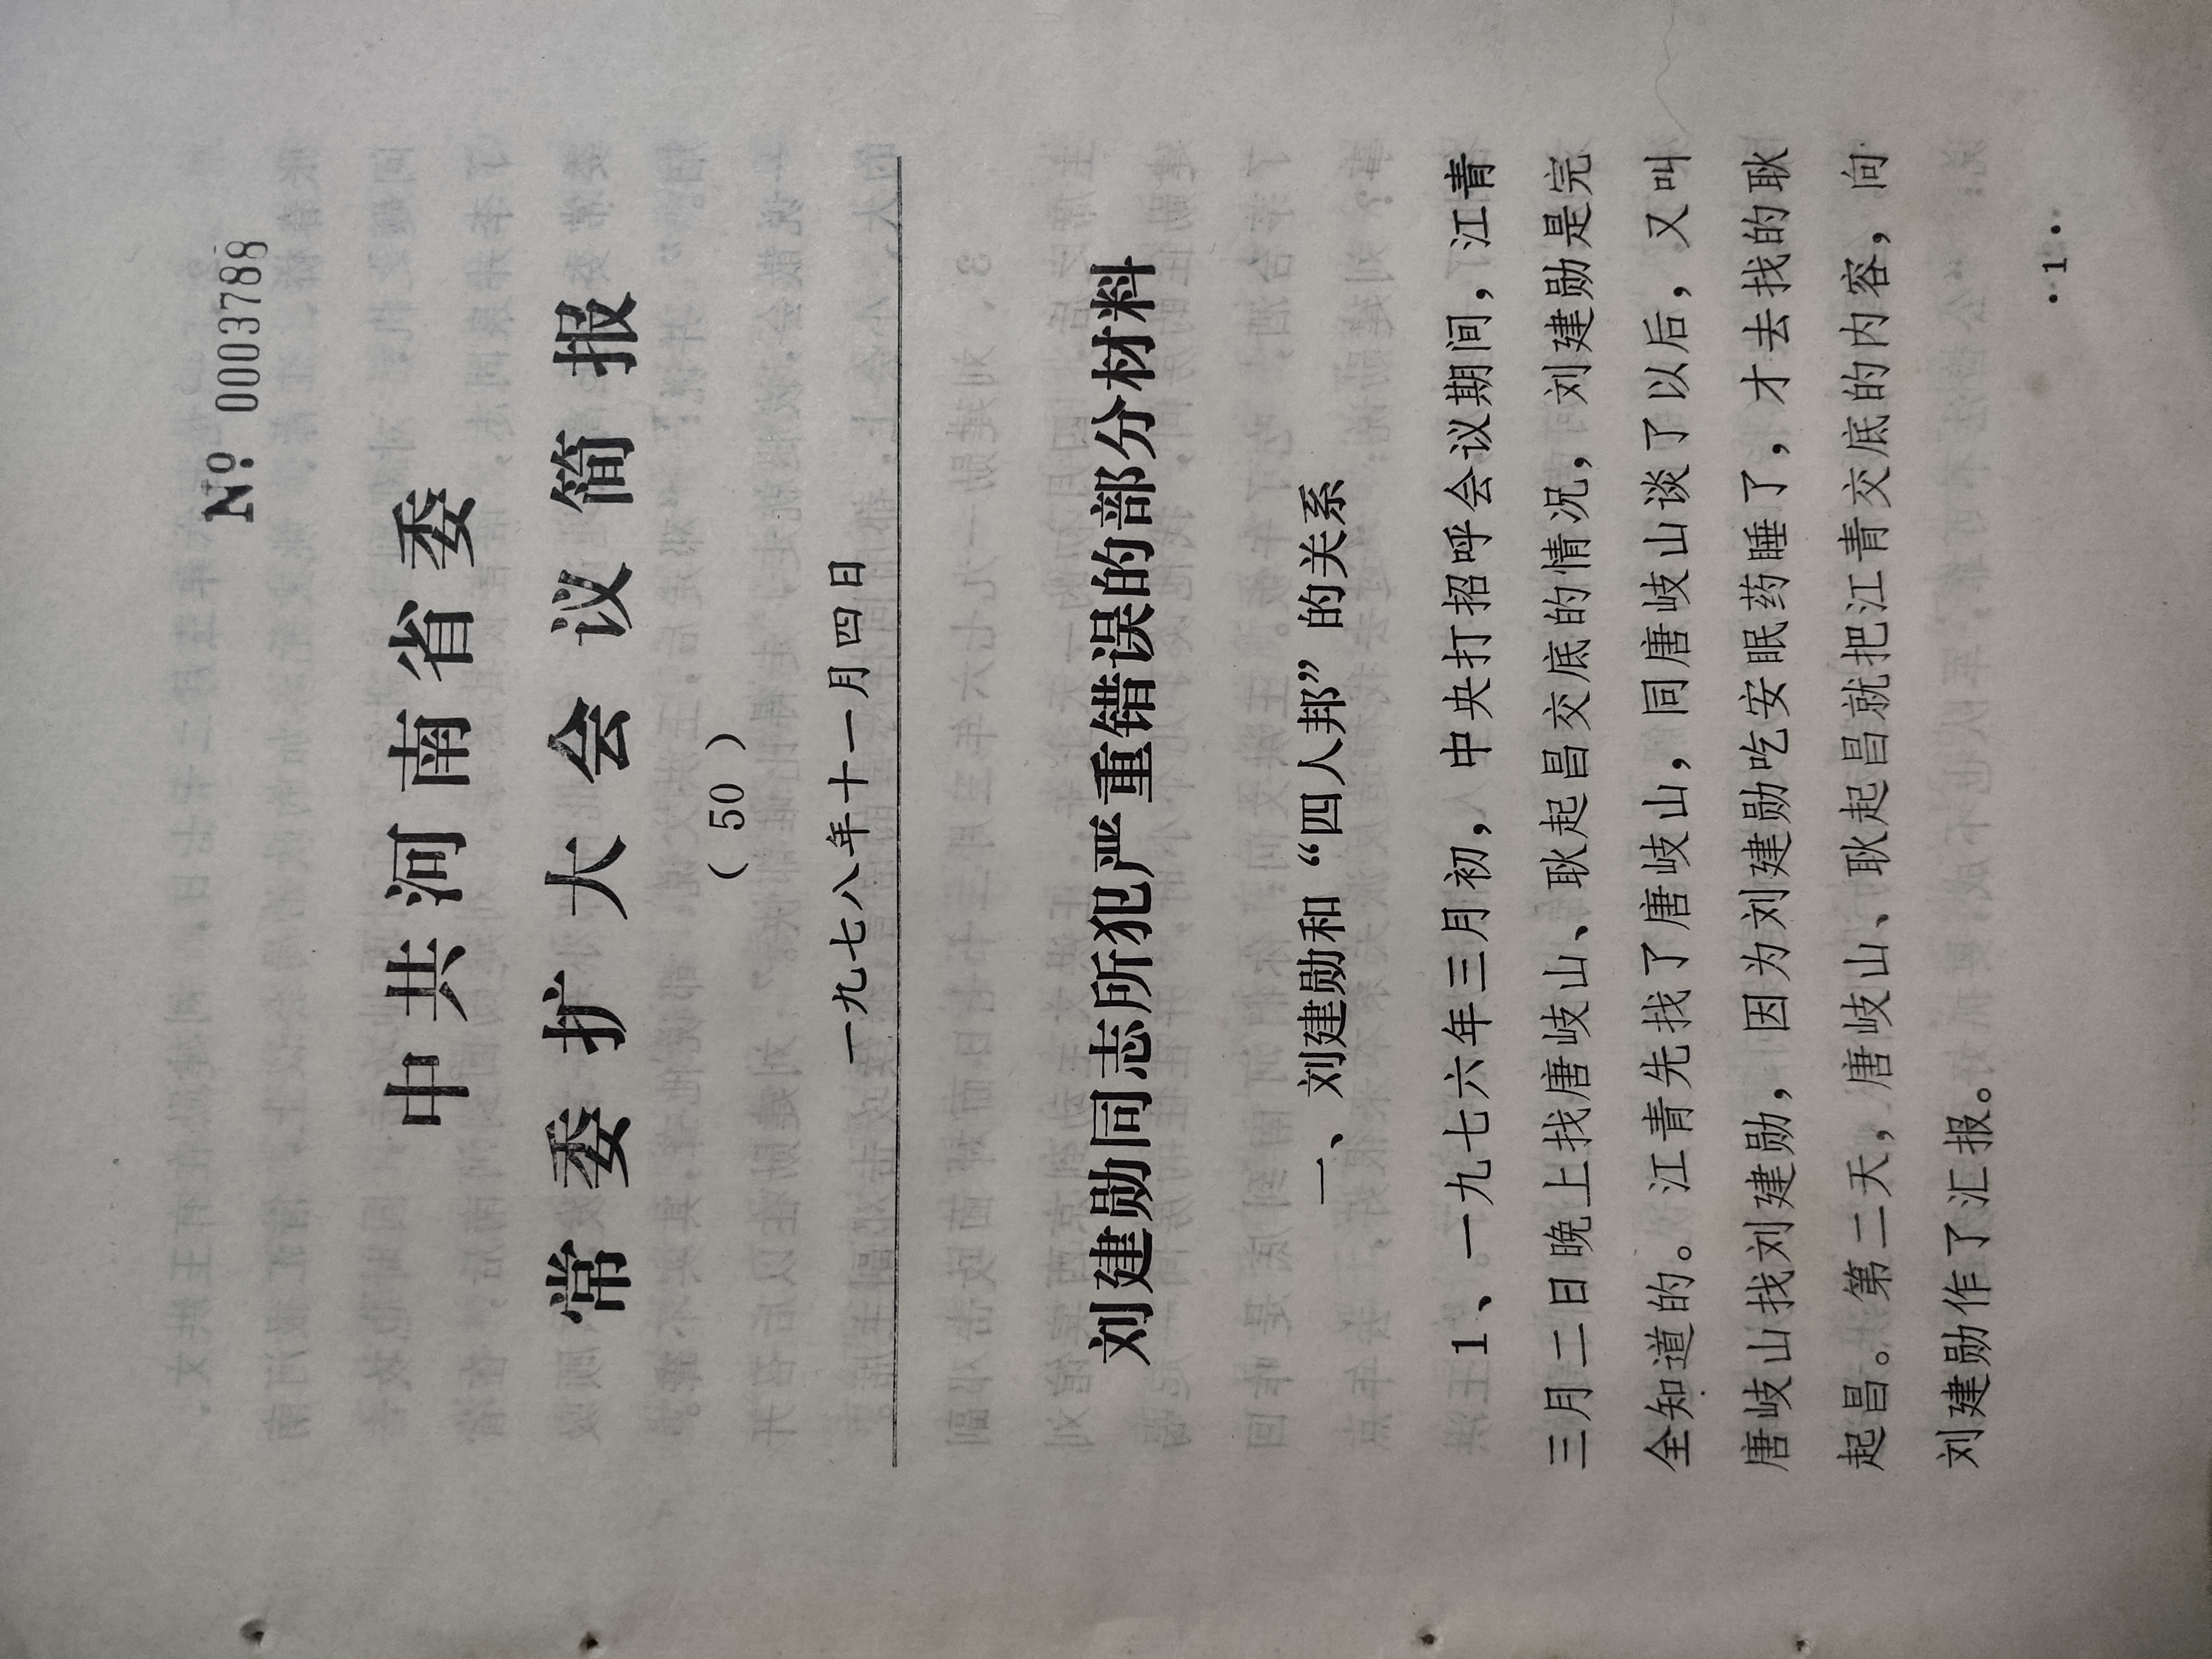 № 0003788
中共河南省委
常委扩大会议简报
（50）
一九七八年十一月四日
刘建勋同志所犯严重错误的部分材料
一、刘建勋和“四人邦”的关系
1、一九七六年三月初，中央打招呼会议期间，江青
三月二日晚上找唐岐山、耿起昌交底的情况，刘建勋是完
全知道的。江青先找了唐岐山，同唐岐山谈了以后，又叫
唐岐山找刘建勋，因为刘建勋吃安眠药睡了，才去找的耿
起昌。第二天，唐岐山、耿起昌就把江青交底的内容，向
刘建勋作了汇报。
·1·